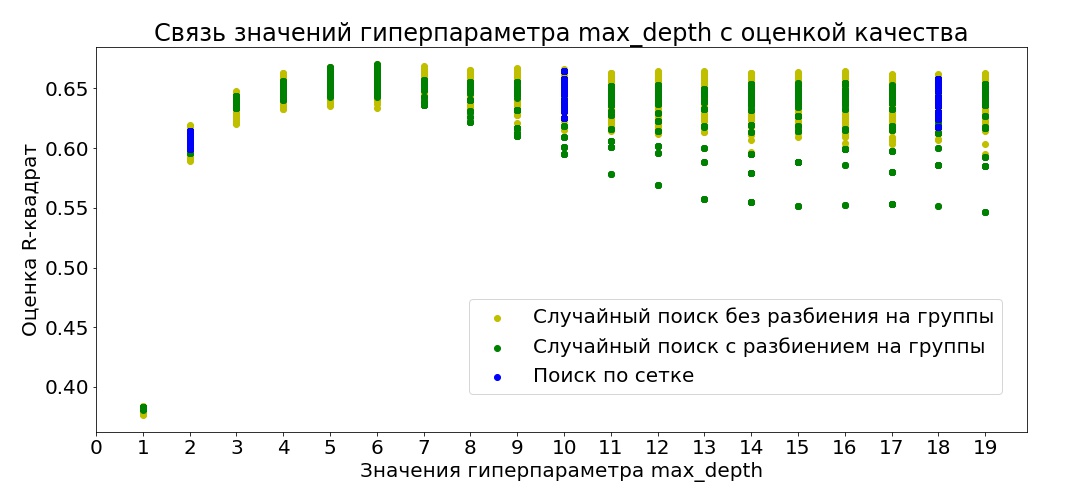 Связь значений гиперпараметра max_depth с оценкой качества
Оценка R-квадрат
0.65
0.60
0.55
0.50
0.45
0.40
Случайный поиск без разбиения на группы
Случайный поиск с разбиением на группы
Поиск по сетке
0 1 2 3 4 5 6 7 8 9 10 11 12 13 14 15 16 17 18 19
Значения гиперпараметра max_depth